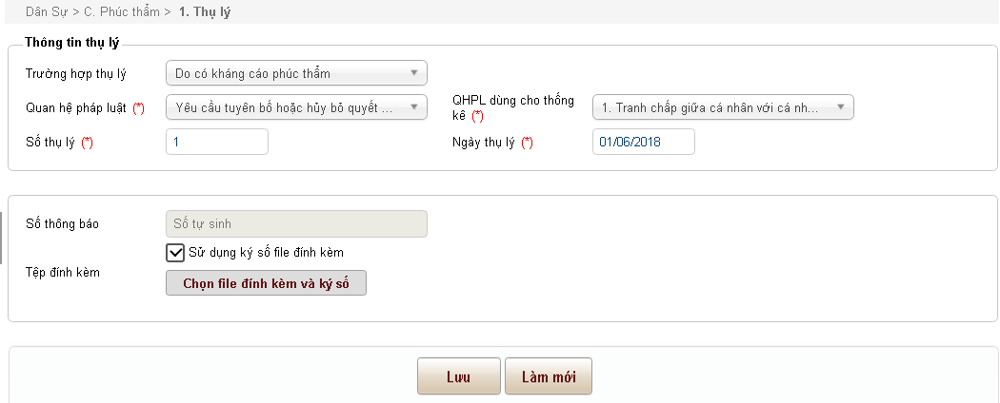 Dân Sự > C. Phúc thẩm > 1. Thụ lý
Thông tin thụ lý
Trường hợp thụ lý
Do có kháng cáo phúc thẩm
Quan hệ pháp luật (*)
Yêu cầu tuyên bố hoặc hủy bỏ quyết ...
QHPL dùng cho thống
kê (*)
1. Tranh chấp giữa cá nhân với cá nh...
Số thụ lý (*)
1
Ngày thụ lý (*)
01/06/2018
Số thông báo
Số tự sinh
Sử dụng ký số file đính kèm
Tệp đính kèm
Chọn file đính kèm và ký số
Lưu
Làm mới